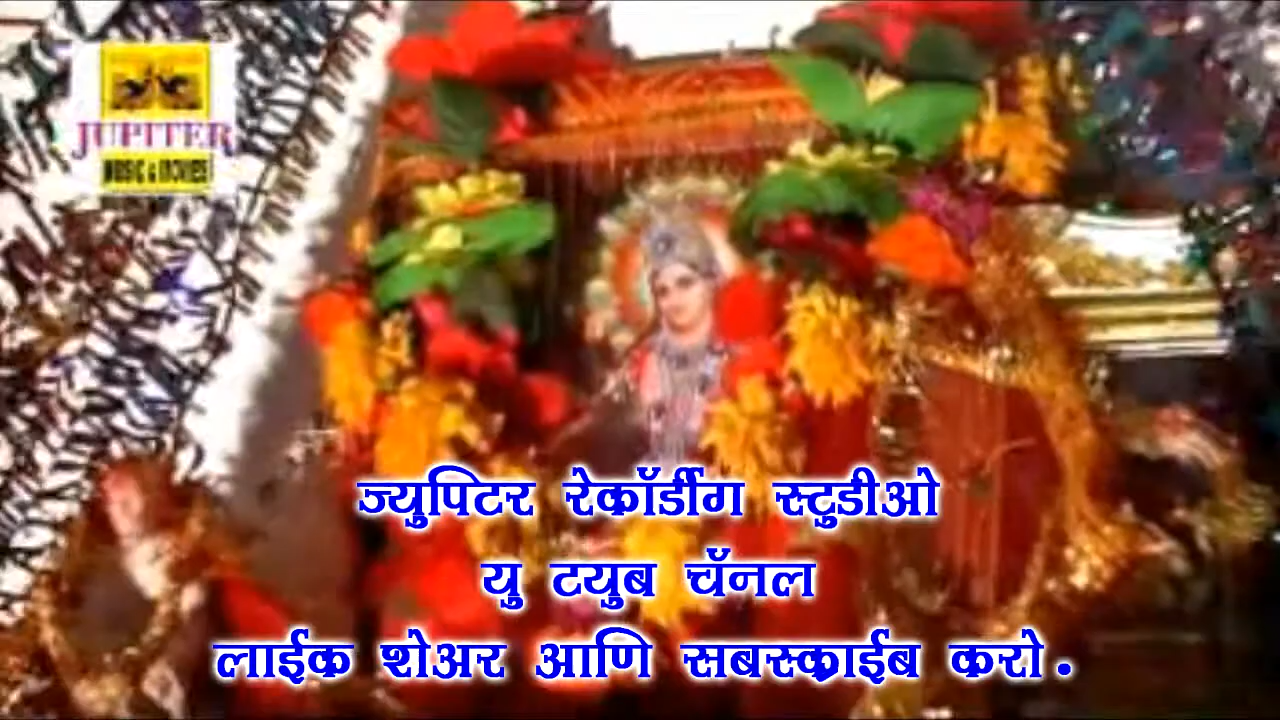 JUPITER
MUSIC & MOVIES
ज्युपिटर रेकॉर्डींग स्टुडीओ
यु टयुब चॅनल
लाईक शेअर आणि सबस्क्राईब करो.